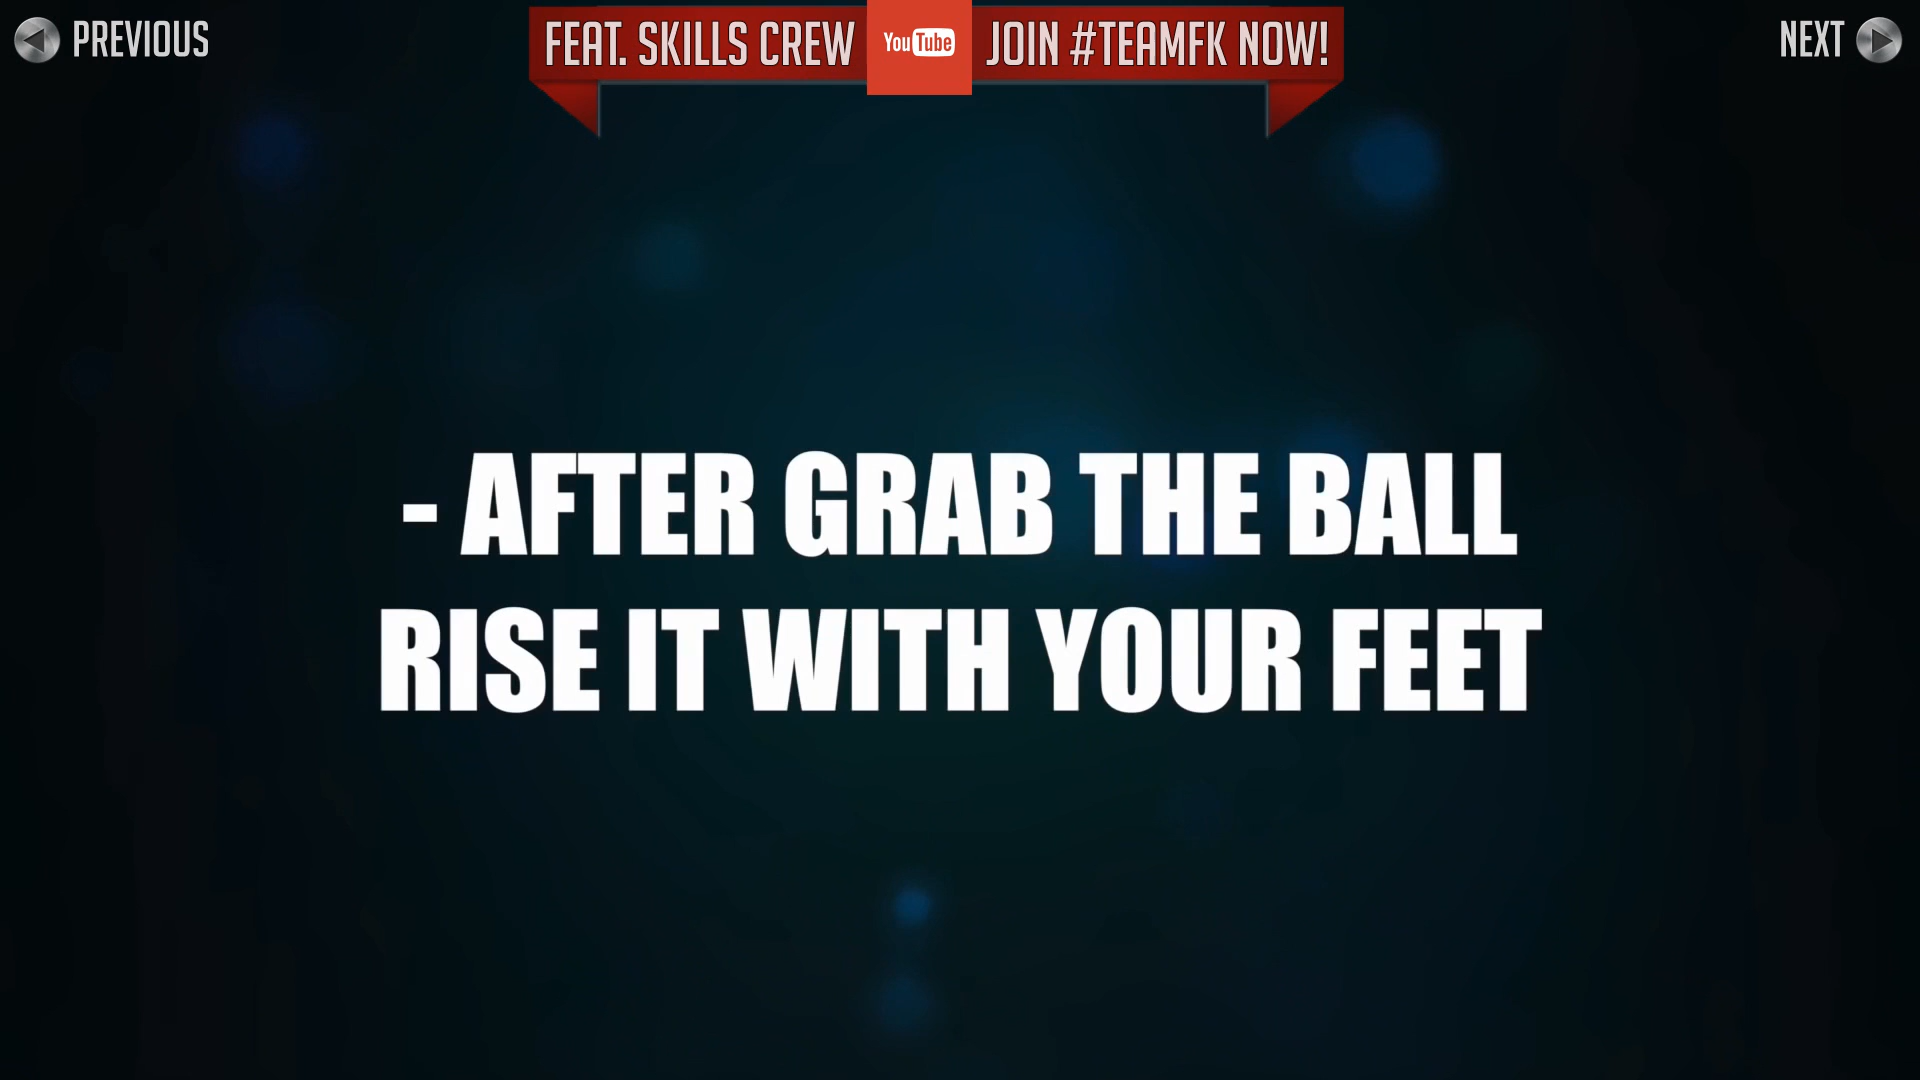 PREVIOUS
FEAT. SKILLS CREW YouTube JOIN #TEAMFK NOW!
NEXT
- AFTER GRAB THE BALL
RISE IT WITH YOUR FEET